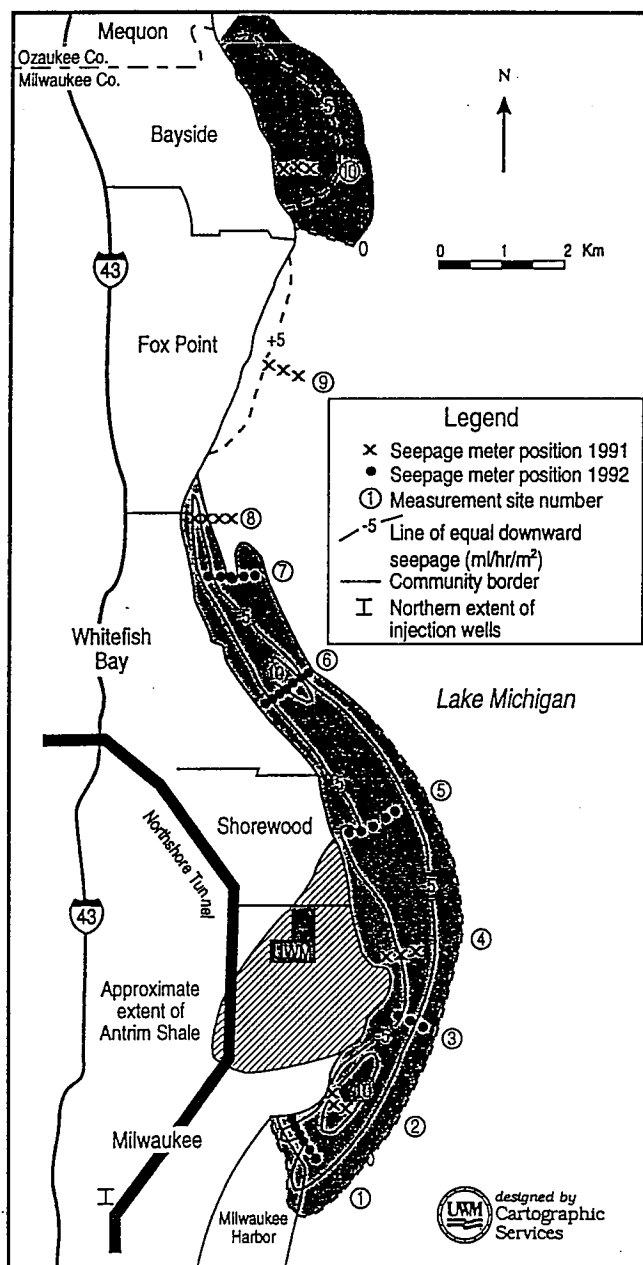 Mequon
Ozaukee Co.
Milwaukee Co.
Bayside
-5
N
10
0
0 1 2 Km
43
Fox Point
+5
9
Legend
Seepage meter position 1991
Seepage meter position 1992
1 Measurement site number
-5 Line of equal downward
seepage (ml/hr/m²)
Community border
Northern extent of
injection wells
8
7
-5
Whitefish
Bay
6
10
Lake Michigan
-5
5
Shorewood
Northshore Tunnel
-5
43
UWM
4
Approximate
extent of
Antrim Shale
-5
3
10
2
Milwaukee
1
Milwaukee
Harbor
UWM
designed by
Cartographic
Services